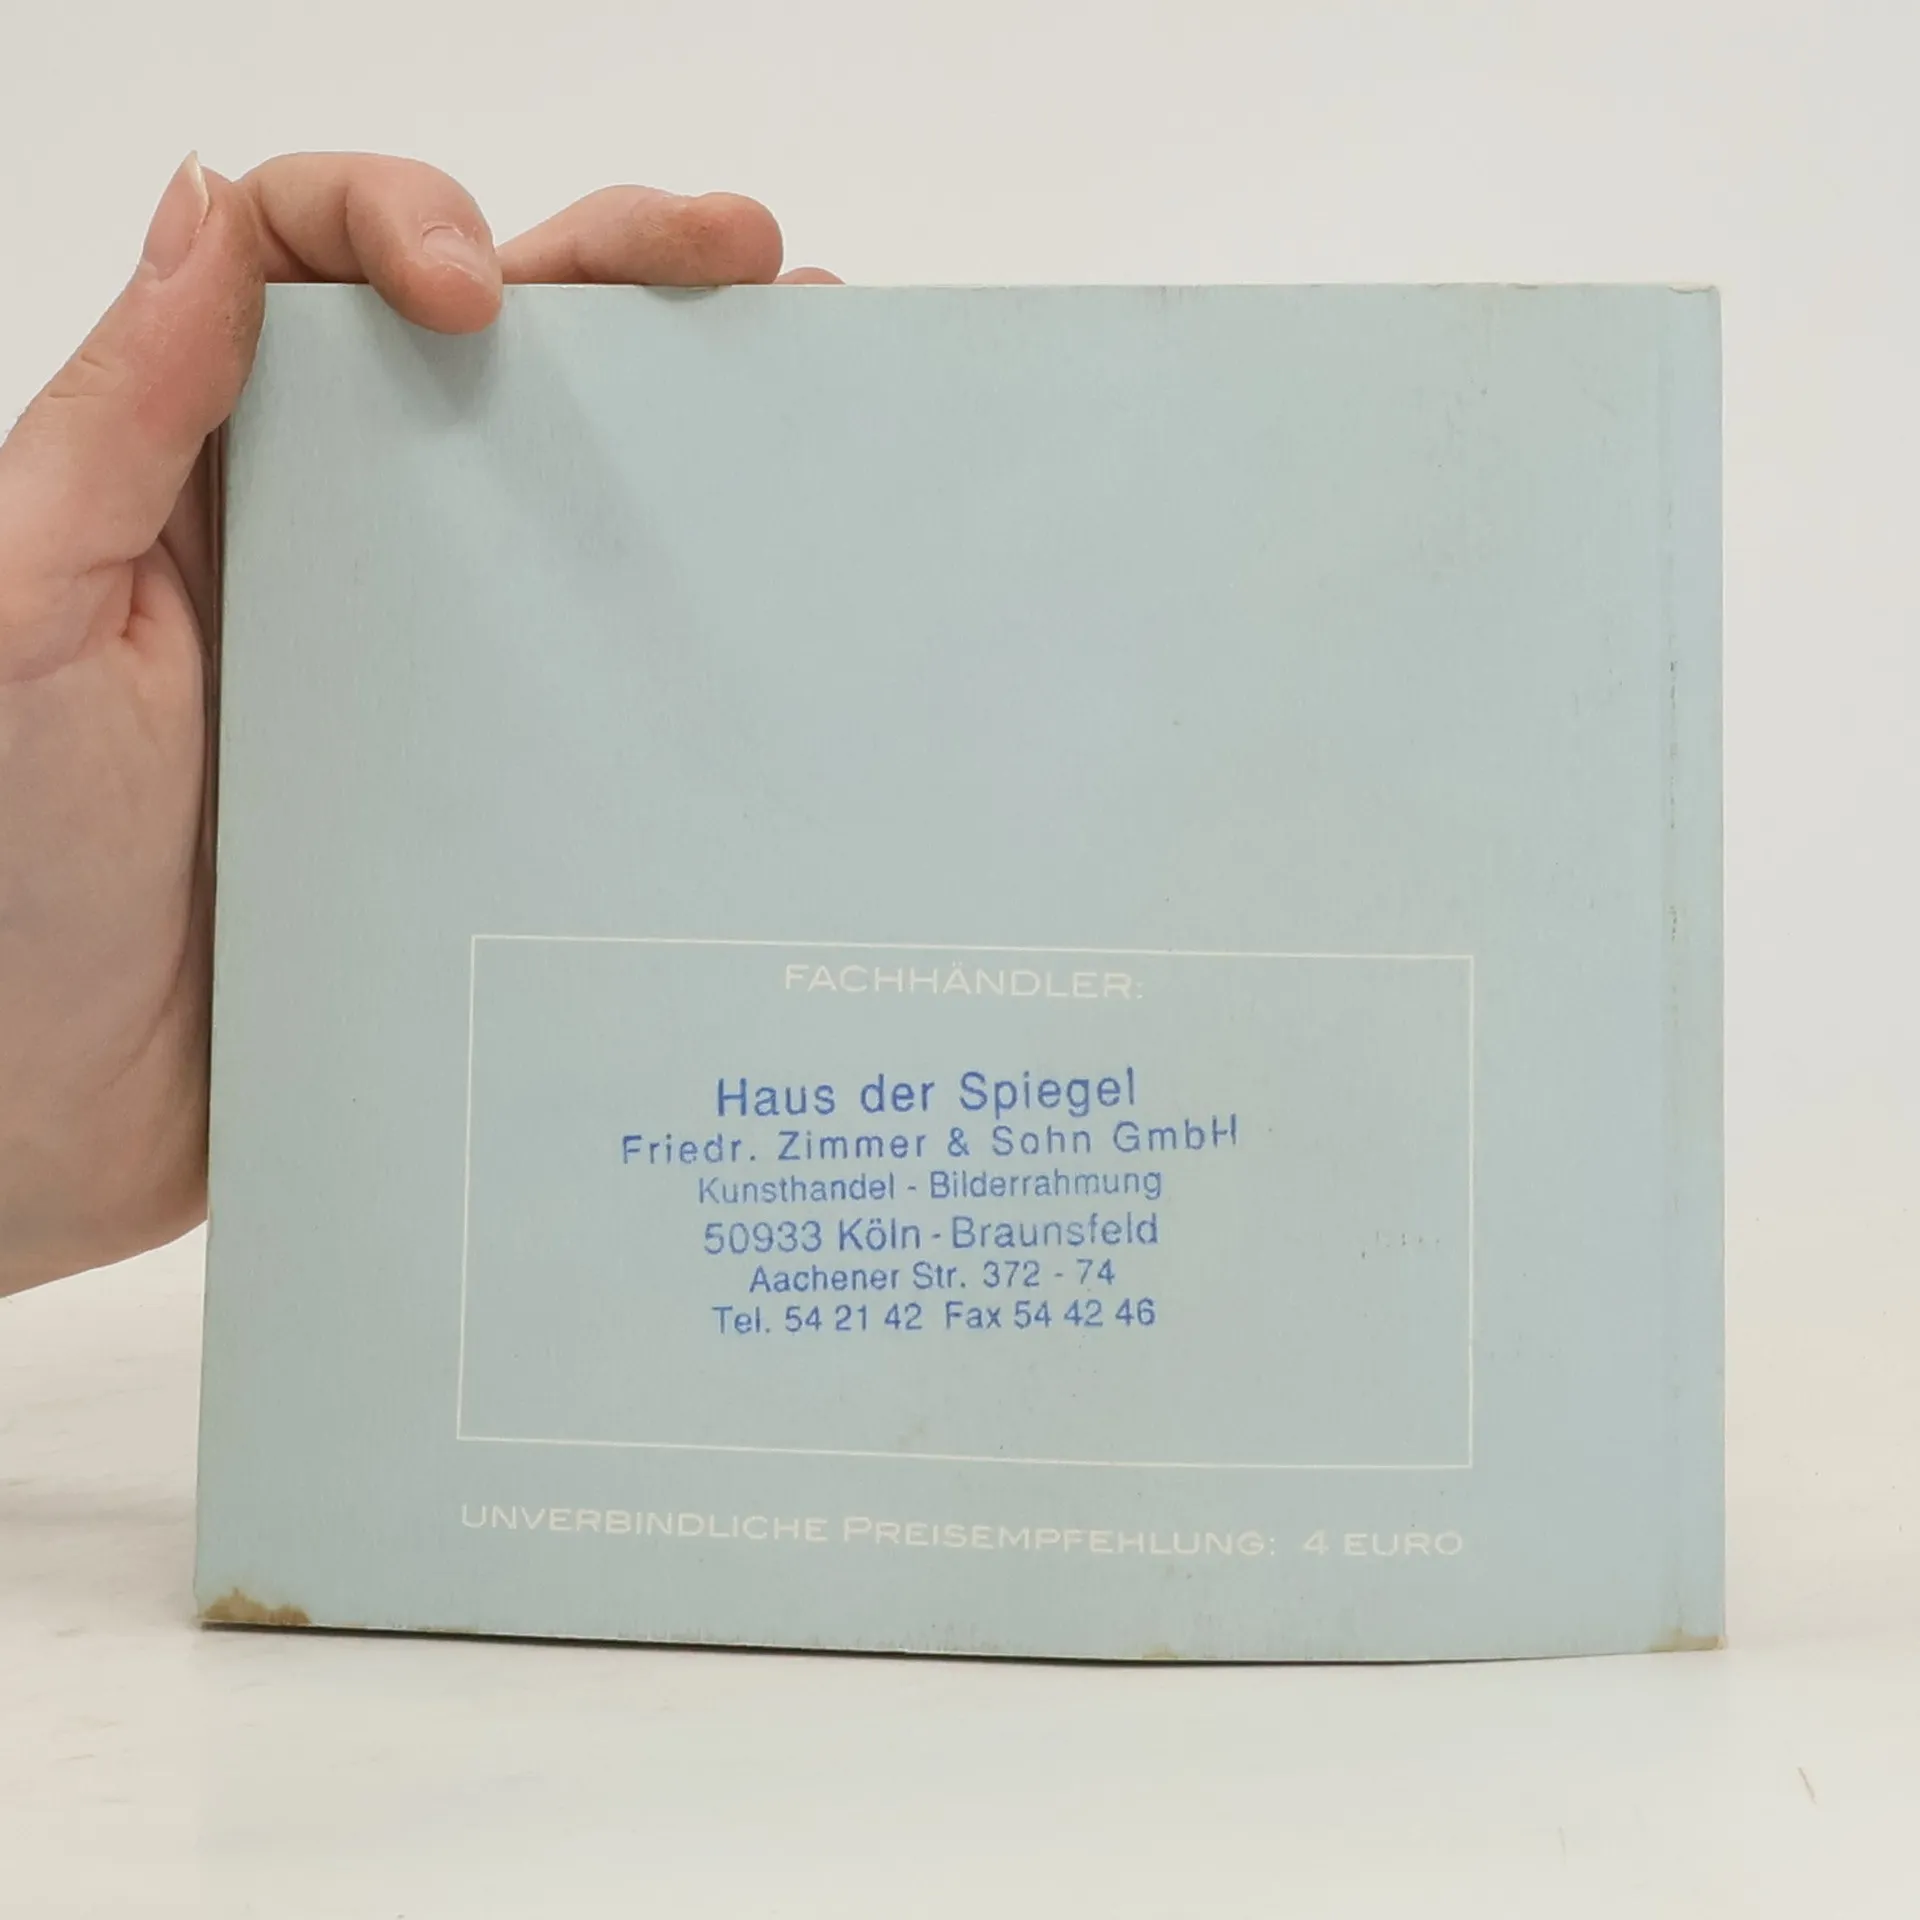 FACHHÄNDLER:
Haus der Spiegel
Friedr. Zimmer & Sohn GmbH
Kunsthandel - Bilderrahmung
50933 Köln - Braunsfeld
Aachener Str. 372 - 74
Tel. 54 21 42 Fax 54 42 46
UNVERBINDLICHE PREISEMPFEHLUNG: 4 EURO